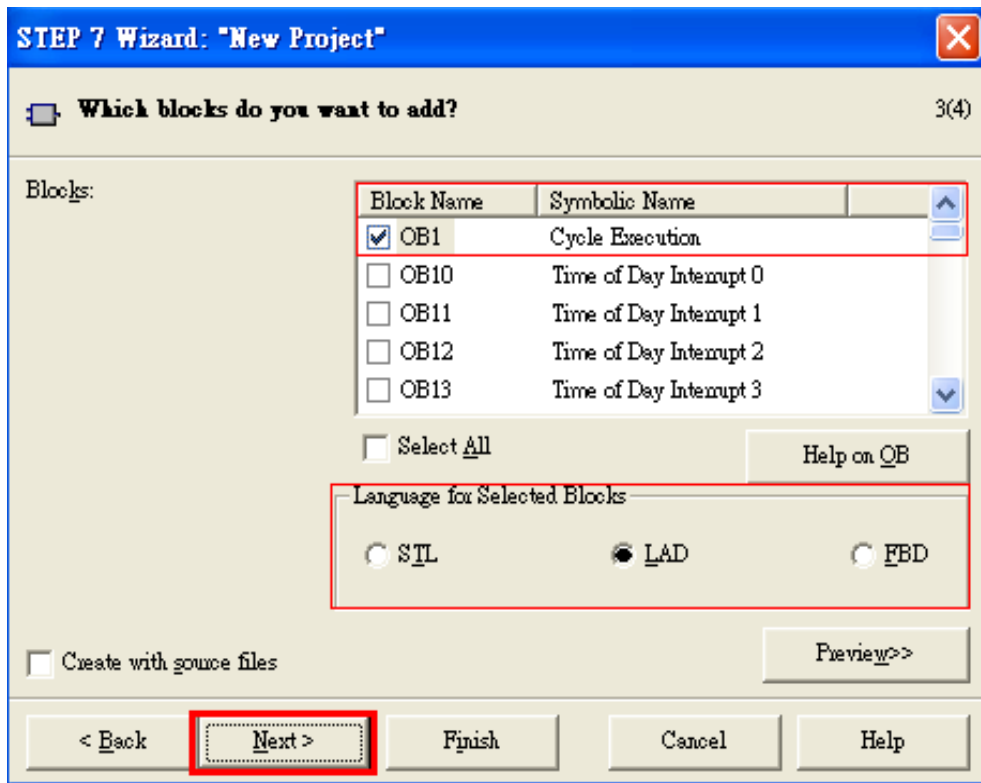 STEP 7 Wizard: "New Project"
Which blocks do you want to add?
3(4)
Blocks:
Block Name Symbolic Name
OB1 Cycle Execution
OB10 Time of Day Interrupt 0
OB11 Time of Day Interrupt 1
OB12 Time of Day Interrupt 2
OB13 Time of Day Interrupt 3
Select All
Help on OB
Language for Selected Blocks
STL LAD FBD
Create with source files
Preview>>
< Back Next > Finish Cancel Help